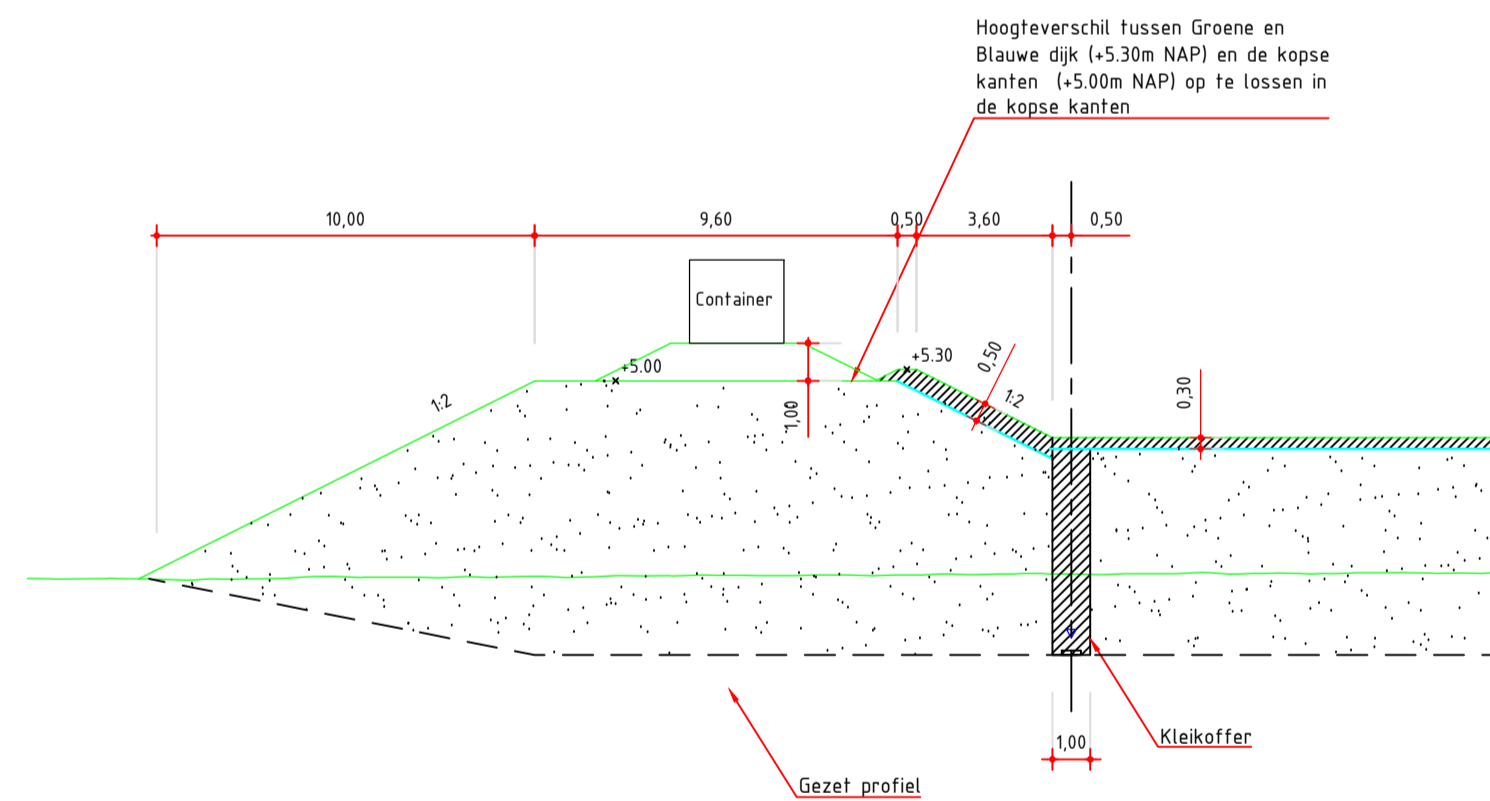 Hoogteverschil tussen Groene en
Blauwe dijk (+5.30m NAP) en de kopse
kanten (+5.00m NAP) op te lossen in
de kopse kanten
10,00
9,60
0,50
3,60
0,50
Container
+5.00
+5.30
0,50
1:2
1:2
1,00
0,30
1,00
Kleikoffer
Gezet profiel